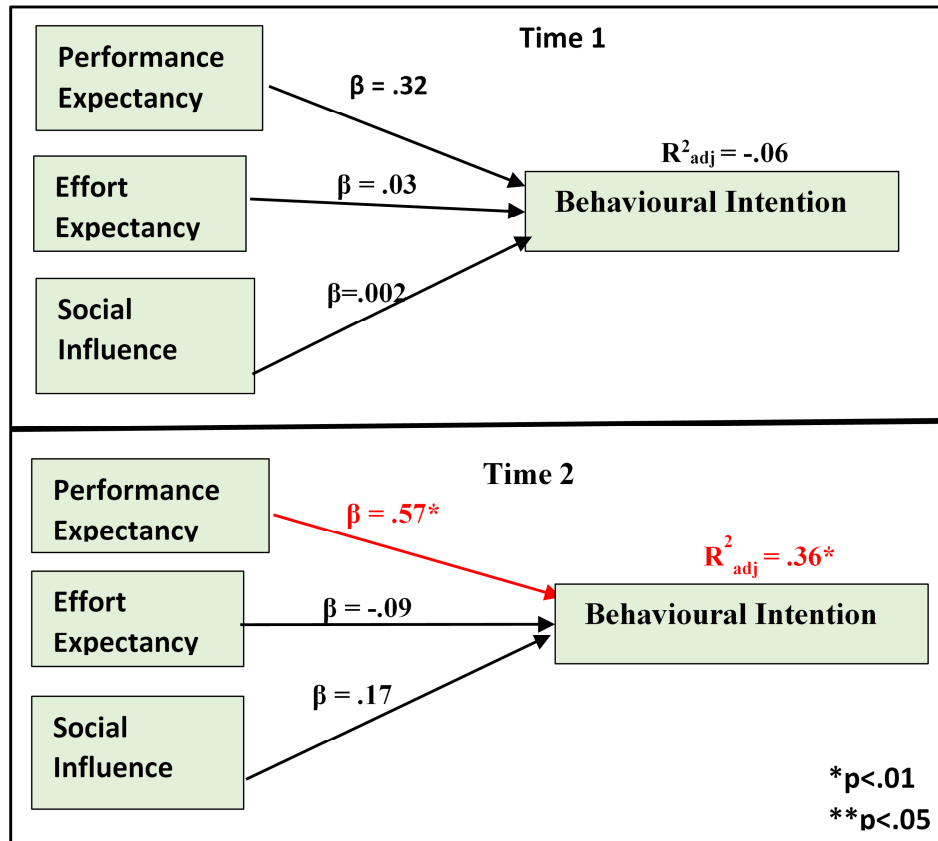 Time 1
Performance
Expectancy
β = .32
R²adj = -.06
Effort
Expectancy
β = .03
Behavioural Intention
Social
Influence
β=.002
Time 2
Performance
Expectancy
β = .57*
R²adj = .36*
Effort
Expectancy
β = -.09
Behavioural Intention
Social
Influence
β = .17
*p<.01
**p<.05